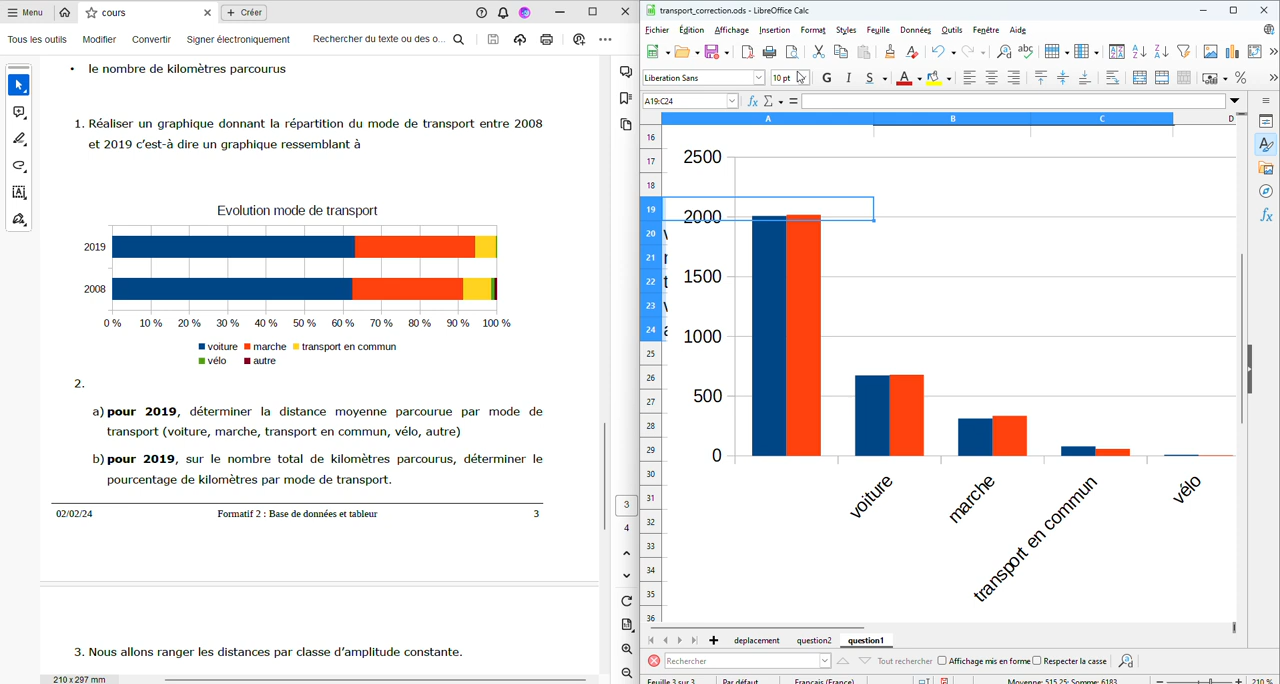 Menu
cours
Créer
Tous les outils
Modifier
Convertir
Signer électroniquement
Rechercher du texte ou des o...
• le nombre de kilomètres parcourus
1. Réaliser un graphique donnant la répartition du mode de transport entre 2008
et 2019 c'est-à dire un graphique ressemblant à
Evolution mode de transport
2019
2008
0 % 10 % 20 % 30 % 40 % 50 % 60 % 70 % 80 % 90 % 100 %
voiture marche transport en commun
vélo autre
2.
a) pour 2019, déterminer la distance moyenne parcourue par mode de
transport (voiture, marche, transport en commun, vélo, autre)
b) pour 2019, sur le nombre total de kilomètres parcourus, déterminer le
pourcentage de kilomètres par mode de transport.
02/02/24 Formatif 2 : Base de données et tableur 3
3. Nous allons ranger les distances par classe d'amplitude constante.
210 x 297 mm
3
4
transport_correction.ods - LibreOffice Calc
Fichier Édition Affichage Insertion Format Styles Feuille Données Outils Fenêtre Aide
Liberation Sans 10 pt G I S
A19:C24
A B C D
16
17
18
19
20
21
22
23
24
25
26
27
28
29
30
31
32
33
34
35
36
2500
2000
1500
1000
500
0
voiture
marche
transport en commun
vélo
deplacement question2 question1
Rechercher Tout rechercher Affichage mis en forme Respecter la casse
Feuille 3 sur 3 Par défaut Français (France) Moyenne: 515,25; Somme: 6183 210 %